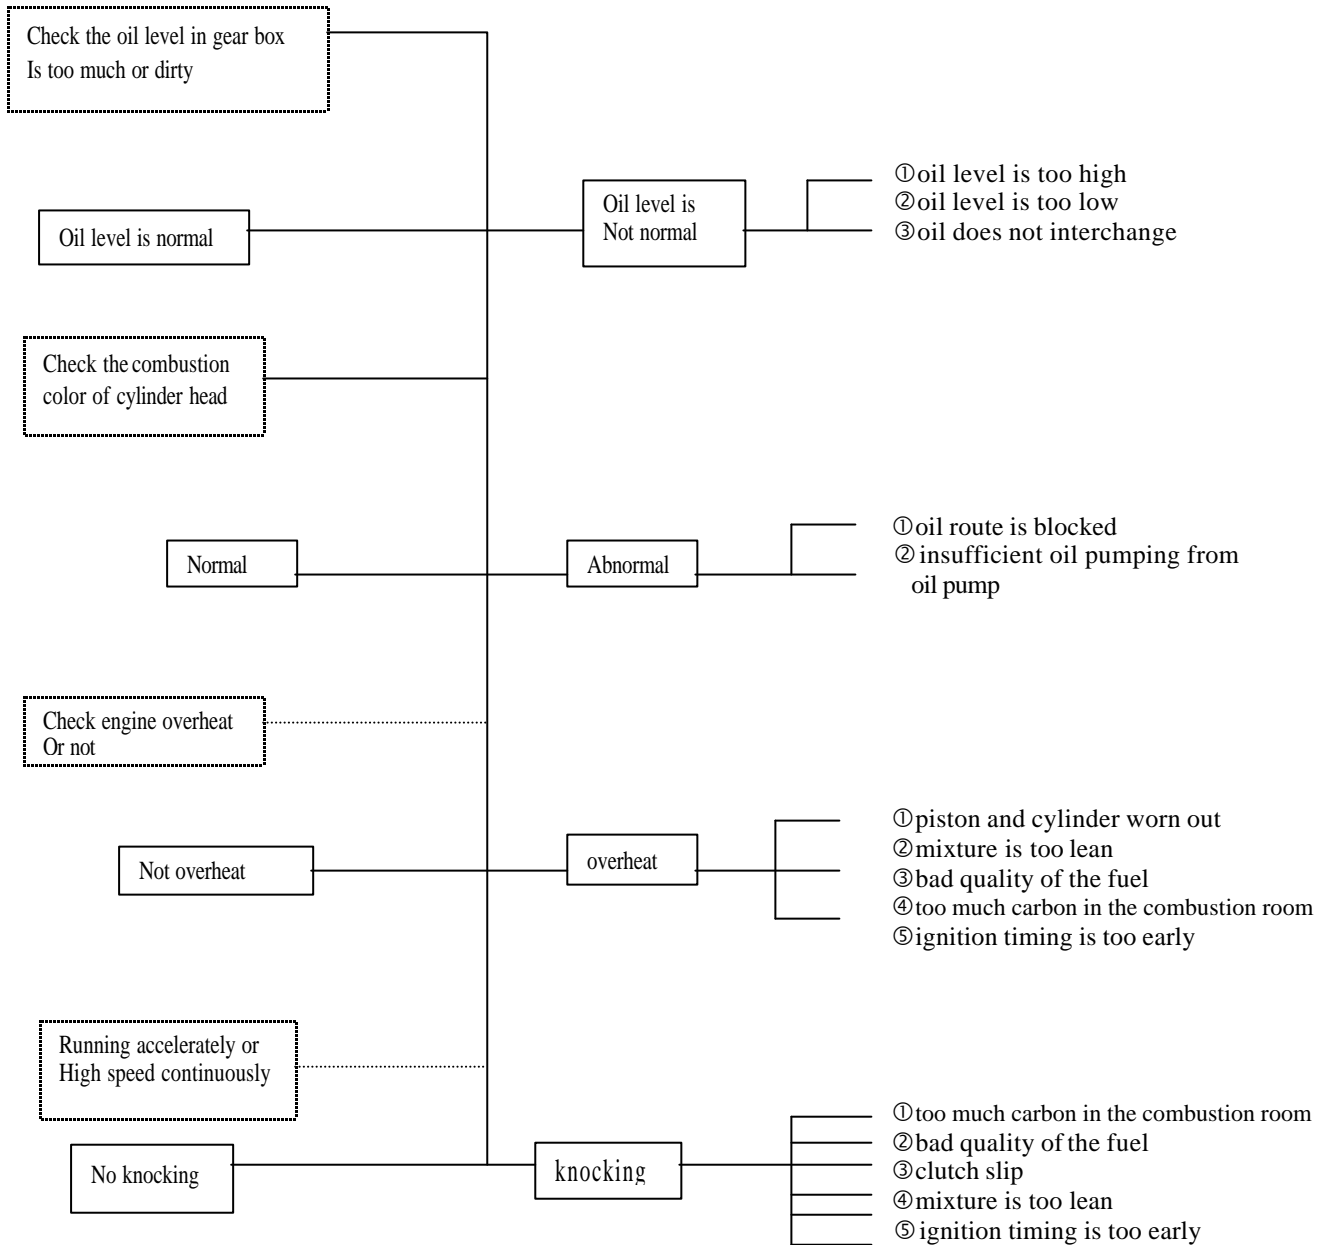 Check the oil level in gear box
Is too much or dirty
Oil level is normal
Oil level is
Not normal
①oil level is too high
②oil level is too low
③oil does not interchange
Check the combustion
color of cylinder head
Normal
Abnormal
①oil route is blocked
② insufficient oil pumping from
oil pump
Check engine overheat
Or not
Not overheat
overheat
①piston and cylinder worn out
②mixture is too lean
③bad quality of the fuel
④too much carbon in the combustion room
⑤ignition timing is too early
Running accelerately or
High speed continuously
No knocking
knocking
①too much carbon in the combustion room
②bad quality of the fuel
③clutch slip
④mixture is too lean
⑤ignition timing is too early